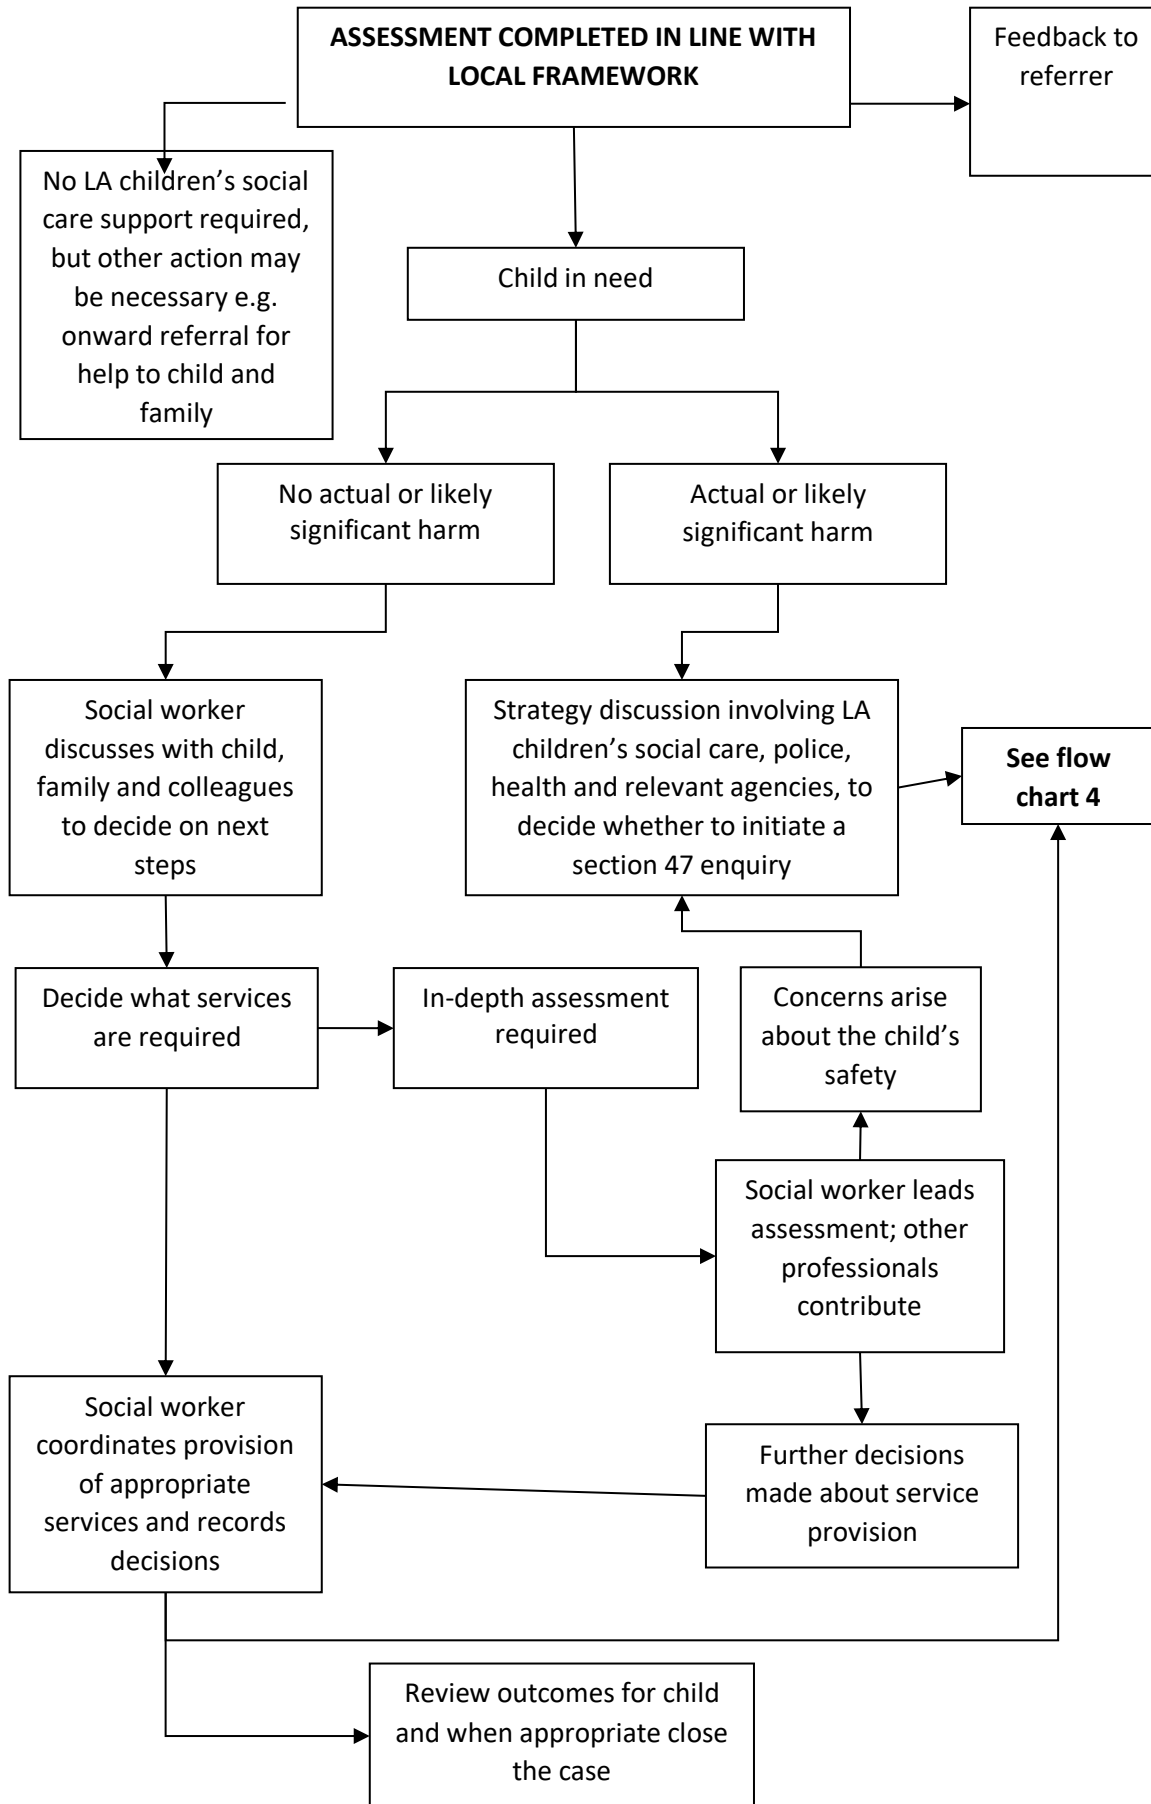 ASSESSMENT COMPLETED IN LINE WITH
LOCAL FRAMEWORK
Feedback to
referrer
No LA children’s social
care support required,
but other action may
be necessary e.g.
onward referral for
help to child and
family
Child in need
No actual or likely
significant harm
Actual or likely
significant harm
Social worker
discusses with child,
family and colleagues
to decide on next
steps
Strategy discussion involving LA
children’s social care, police,
health and relevant agencies, to
decide whether to initiate a
section 47 enquiry
See flow
chart 4
Decide what services
are required
In-depth assessment
required
Concerns arise
about the child’s
safety
Social worker leads
assessment; other
professionals
contribute
Social worker
coordinates provision
of appropriate
services and records
decisions
Further decisions
made about service
provision
Review outcomes for child
and when appropriate close
the case